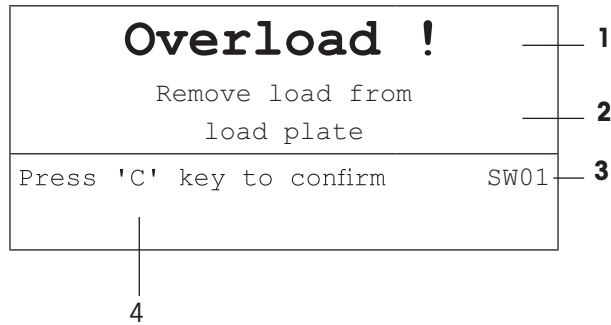 Overload ! 1
Remove load from
load plate 2
Press 'C' key to confirm SW01 3
4